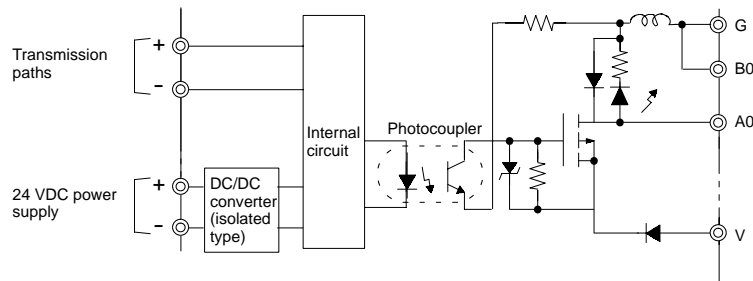 Transmission
paths
+
-
24 VDC power
supply
+
-
DC/DC
converter
(isolated
type)
Internal
circuit
Photocoupler
G
B0
A0
V